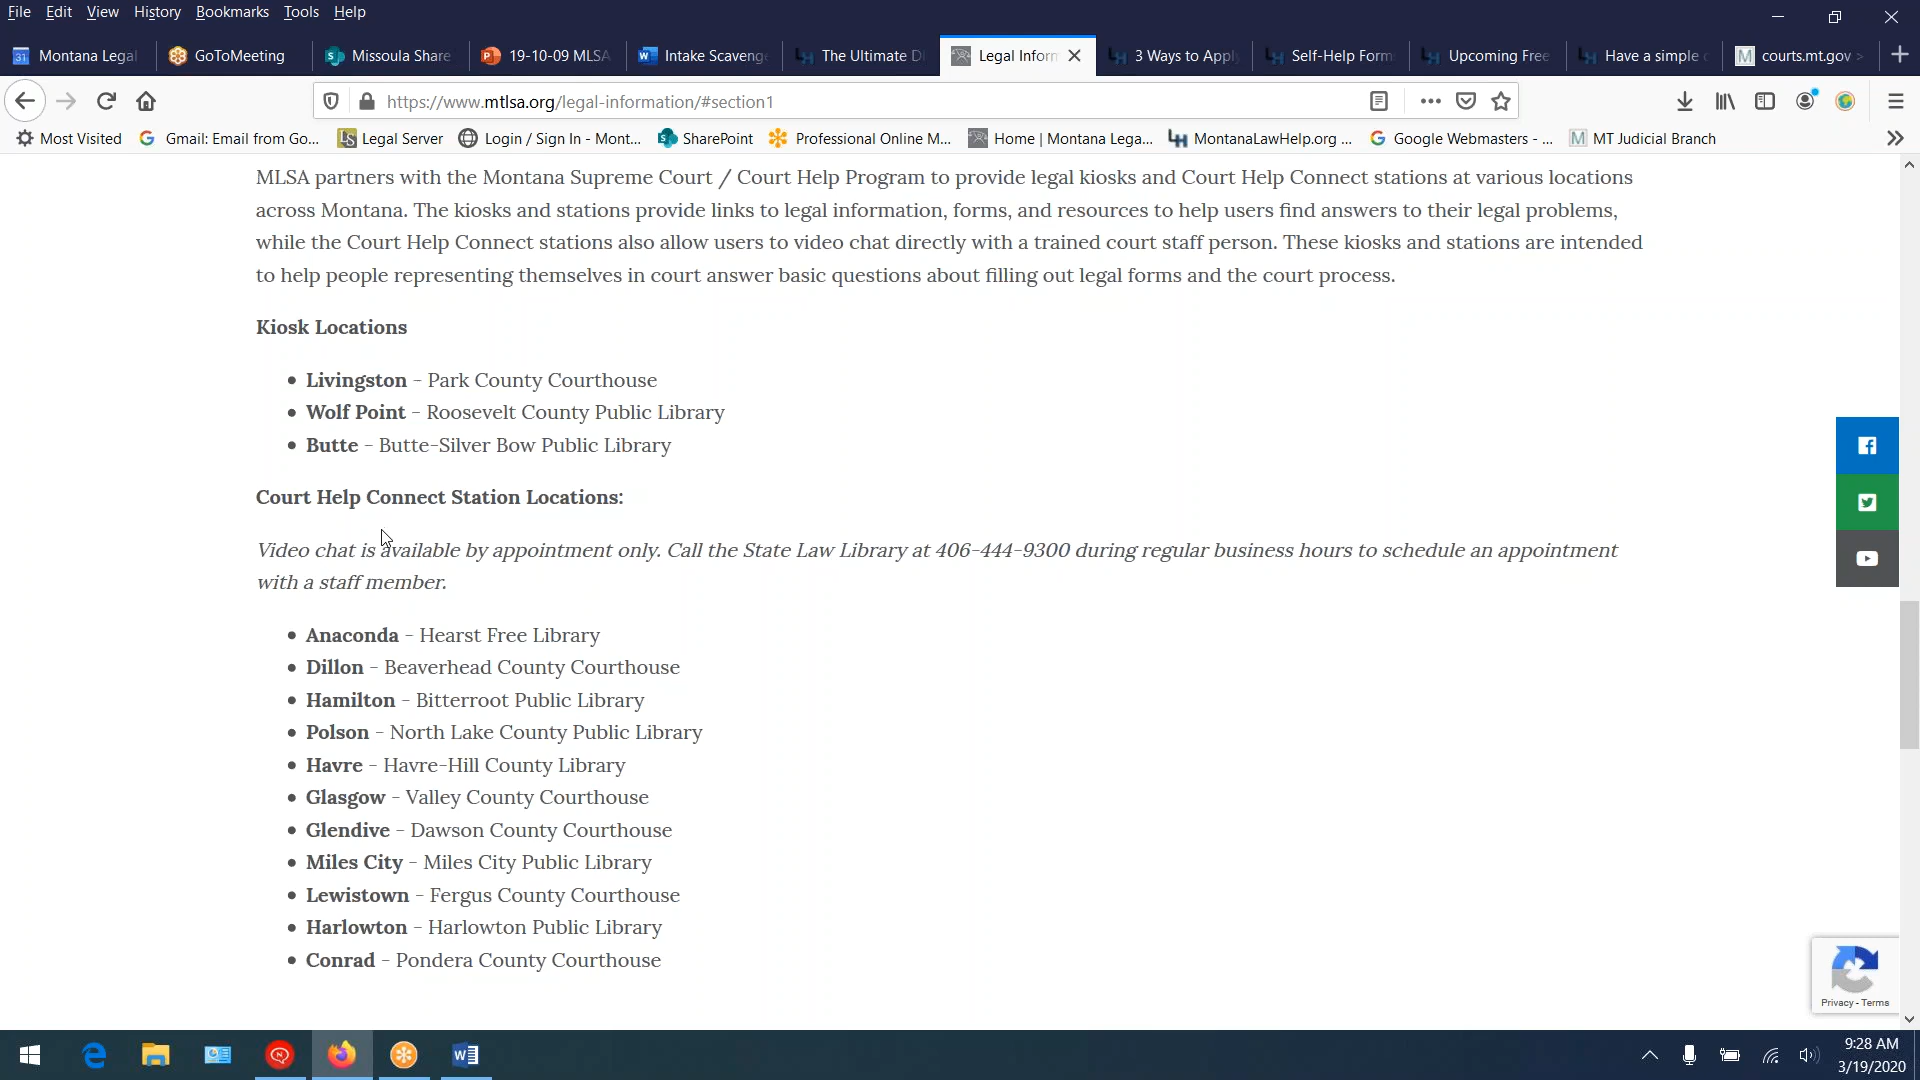 File Edit View History Bookmarks Tools Help
31 Montana Legal GoToMeeting Missoula Share 19-10-09 MLSA Intake Scavenge The Ultimate Di Legal Inform 3 Ways to Apply Self-Help Form Upcoming Free Have a simple c M courts.mt.gov >
https://www.mtlsa.org/legal-information/#section1
Most Visited Gmail: Email from Go... Legal Server Login / Sign In - Mont... SharePoint Professional Online M... Home | Montana Lega... MontanaLawHelp.org ... Google Webmasters - ... M MT Judicial Branch
MLSA partners with the Montana Supreme Court / Court Help Program to provide legal kiosks and Court Help Connect stations at various locations
across Montana. The kiosks and stations provide links to legal information, forms, and resources to help users find answers to their legal problems,
while the Court Help Connect stations also allow users to video chat directly with a trained court staff person. These kiosks and stations are intended
to help people representing themselves in court answer basic questions about filling out legal forms and the court process.
Kiosk Locations
• Livingston - Park County Courthouse
• Wolf Point - Roosevelt County Public Library
• Butte - Butte-Silver Bow Public Library
Court Help Connect Station Locations:
Video chat is available by appointment only. Call the State Law Library at 406-444-9300 during regular business hours to schedule an appointment
with a staff member.
• Anaconda - Hearst Free Library
• Dillon - Beaverhead County Courthouse
• Hamilton - Bitterroot Public Library
• Polson - North Lake County Public Library
• Havre - Havre-Hill County Library
• Glasgow - Valley County Courthouse
• Glendive - Dawson County Courthouse
• Miles City - Miles City Public Library
• Lewistown - Fergus County Courthouse
• Harlowton - Harlowton Public Library
• Conrad - Pondera County Courthouse
Privacy - Terms
9:28 AM
3/19/2020